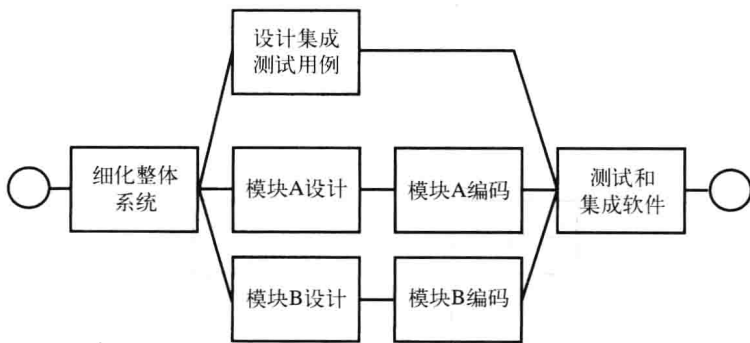 设计集成
测试用例
细化整体
系统
模块A设计
模块A编码
测试和
集成软件
模块B设计
模块B编码